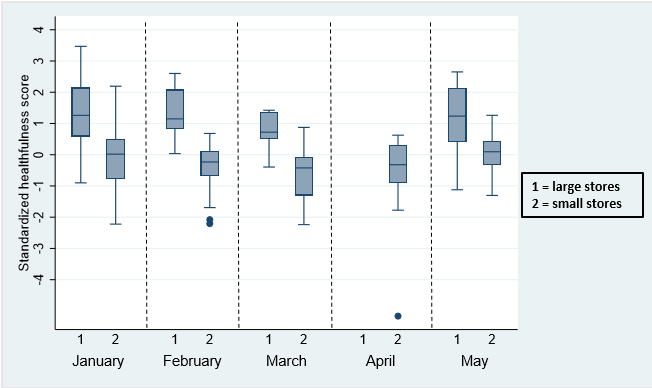 Standardized healthfulness score
4
3
2
1
0
-1
-2
-3
-4
1 2 1 2 1 2 1 2 1 2
January February March April May
1 = large stores
2 = small stores